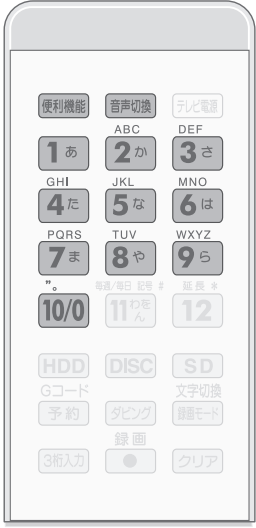 便利機能 音声切換 テレビ電源
ABC DEF
1 あ 2 か 3 さ
GHI JKL MNO
4 た 5 な 6 は
PQRS TUV WXYZ
7 ま 8 や 9 ら
゛。 毎週/毎日 記号 # 延長 *
10/0 11 わをん 12
HDD DISC SD
Gコード 文字切換
予約 ダビング 録画モード
録画
3桁入力 ● クリア